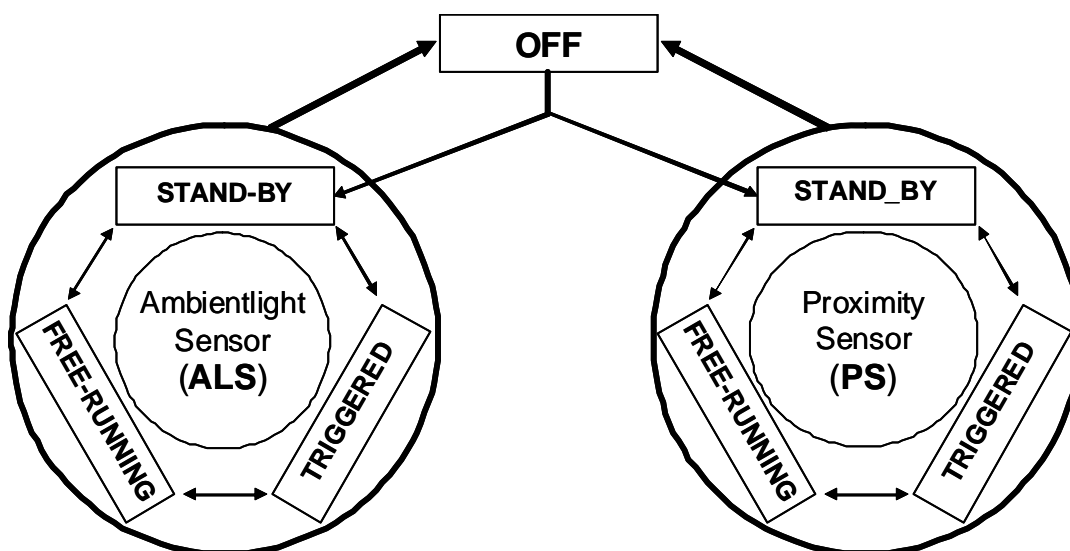 OFF
STAND-BY
Ambientlight
Sensor
(ALS)
FREE-RUNNING
TRIGGERED
STAND_BY
Proximity
Sensor
(PS)
FREE-RUNNING
TRIGGERED